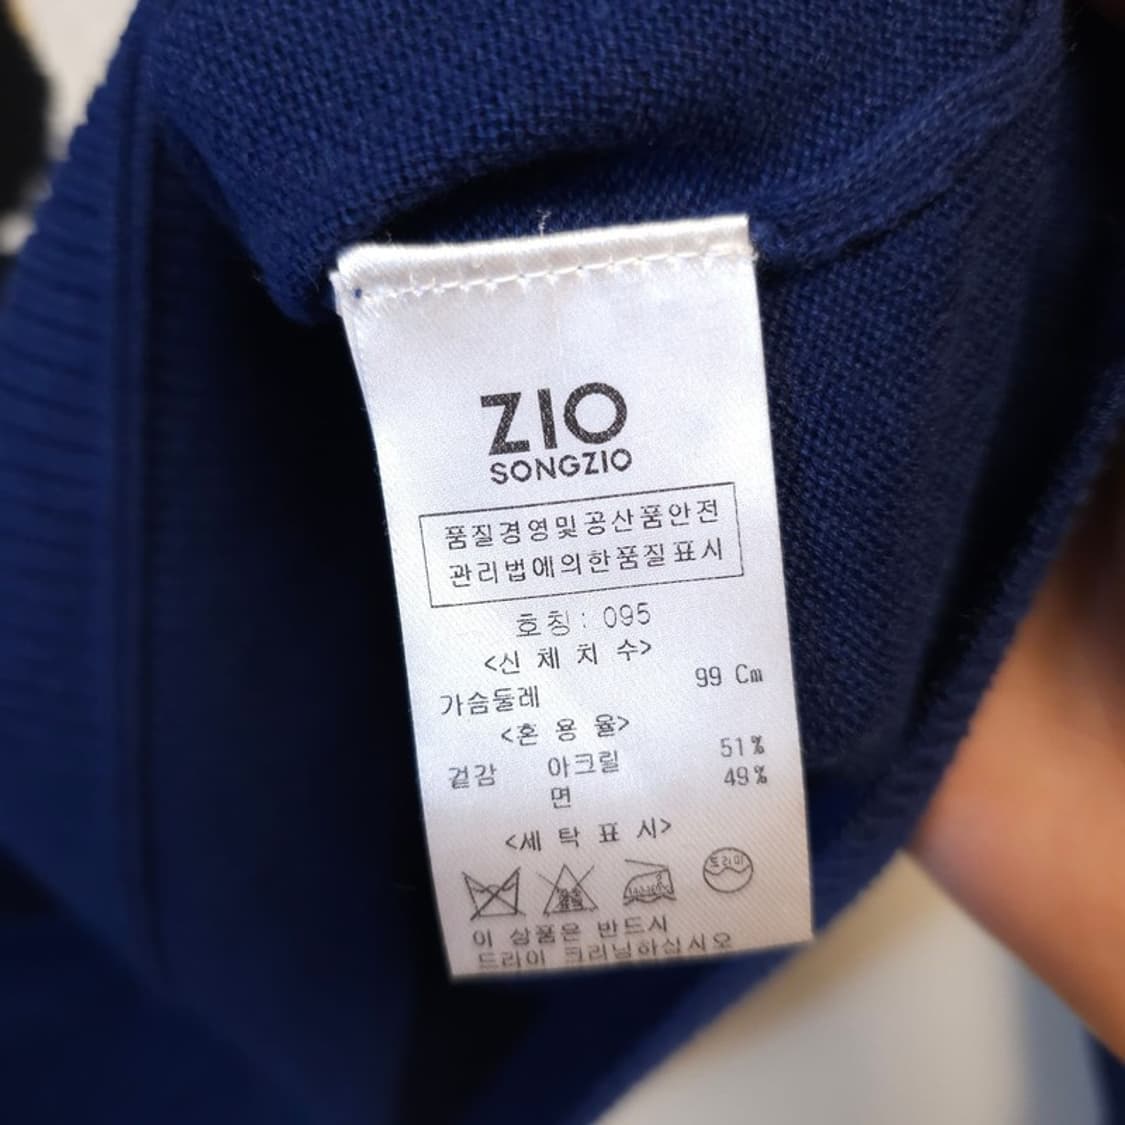 ZIO
SONGZIO
품질경영및공산품안전
관리법에의한품질표시
호칭: 095
<신 체 치 수>
가슴둘레 99 Cm
<혼 용 율>
겉감 아크릴 51%
면 49%
<세 탁 표 시>
드라이
이 상품은 반드시
드라이 크리닝하십시오